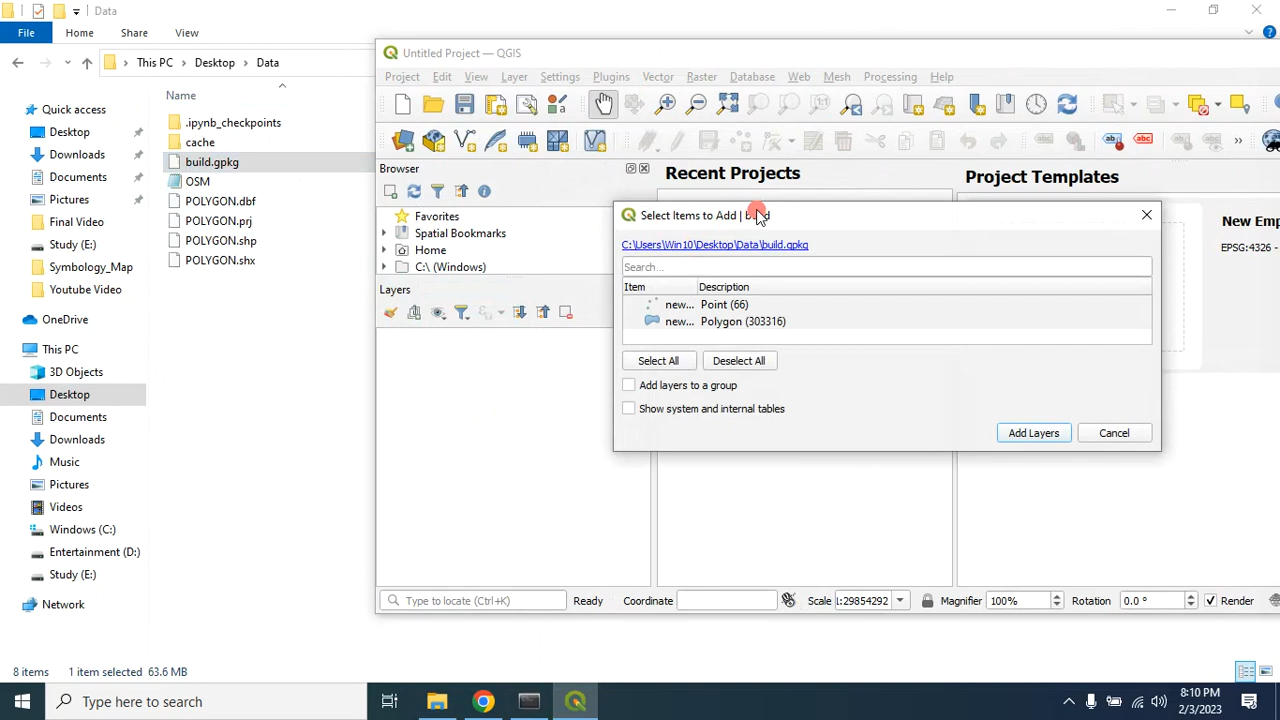 Data
File Home Share View
This PC Desktop Data
Quick access
Desktop
Downloads
Documents
Pictures
Final Video
Study (E:)
Symbology_Map
Youtube Video
OneDrive
This PC
3D Objects
Desktop
Documents
Downloads
Music
Pictures
Videos
Windows (C:)
Entertainment (D:)
Study (E:)
Network
Name
.ipynb_checkpoints
cache
build.gpkg
OSM
POLYGON.dbf
POLYGON.prj
POLYGON.shp
POLYGON.shx
8 items 1 item selected 63.6 MB
Untitled Project — QGIS
Project Edit View Layer Settings Plugins Vector Raster Database Web Mesh Processing Help
abc abc
Browser
Favorites
Spatial Bookmarks
Home
C:\ (Windows)
Layers
Recent Projects
Project Templates
New Emp
EPSG:4326 -
Select Items to Add |
C:\Users\Win10\Desktop\Data\build.gpkg
Search...
Item Description
new... Point (66)
new... Polygon (303316)
Select All Deselect All
Add layers to a group
Show system and internal tables
Add Layers Cancel
Type to locate (Ctrl+K) Ready Coordinate Scale 1:29854292 Magnifier 100% Rotation 0.0 ° Render
Type here to search
8:10 PM
2/3/2023